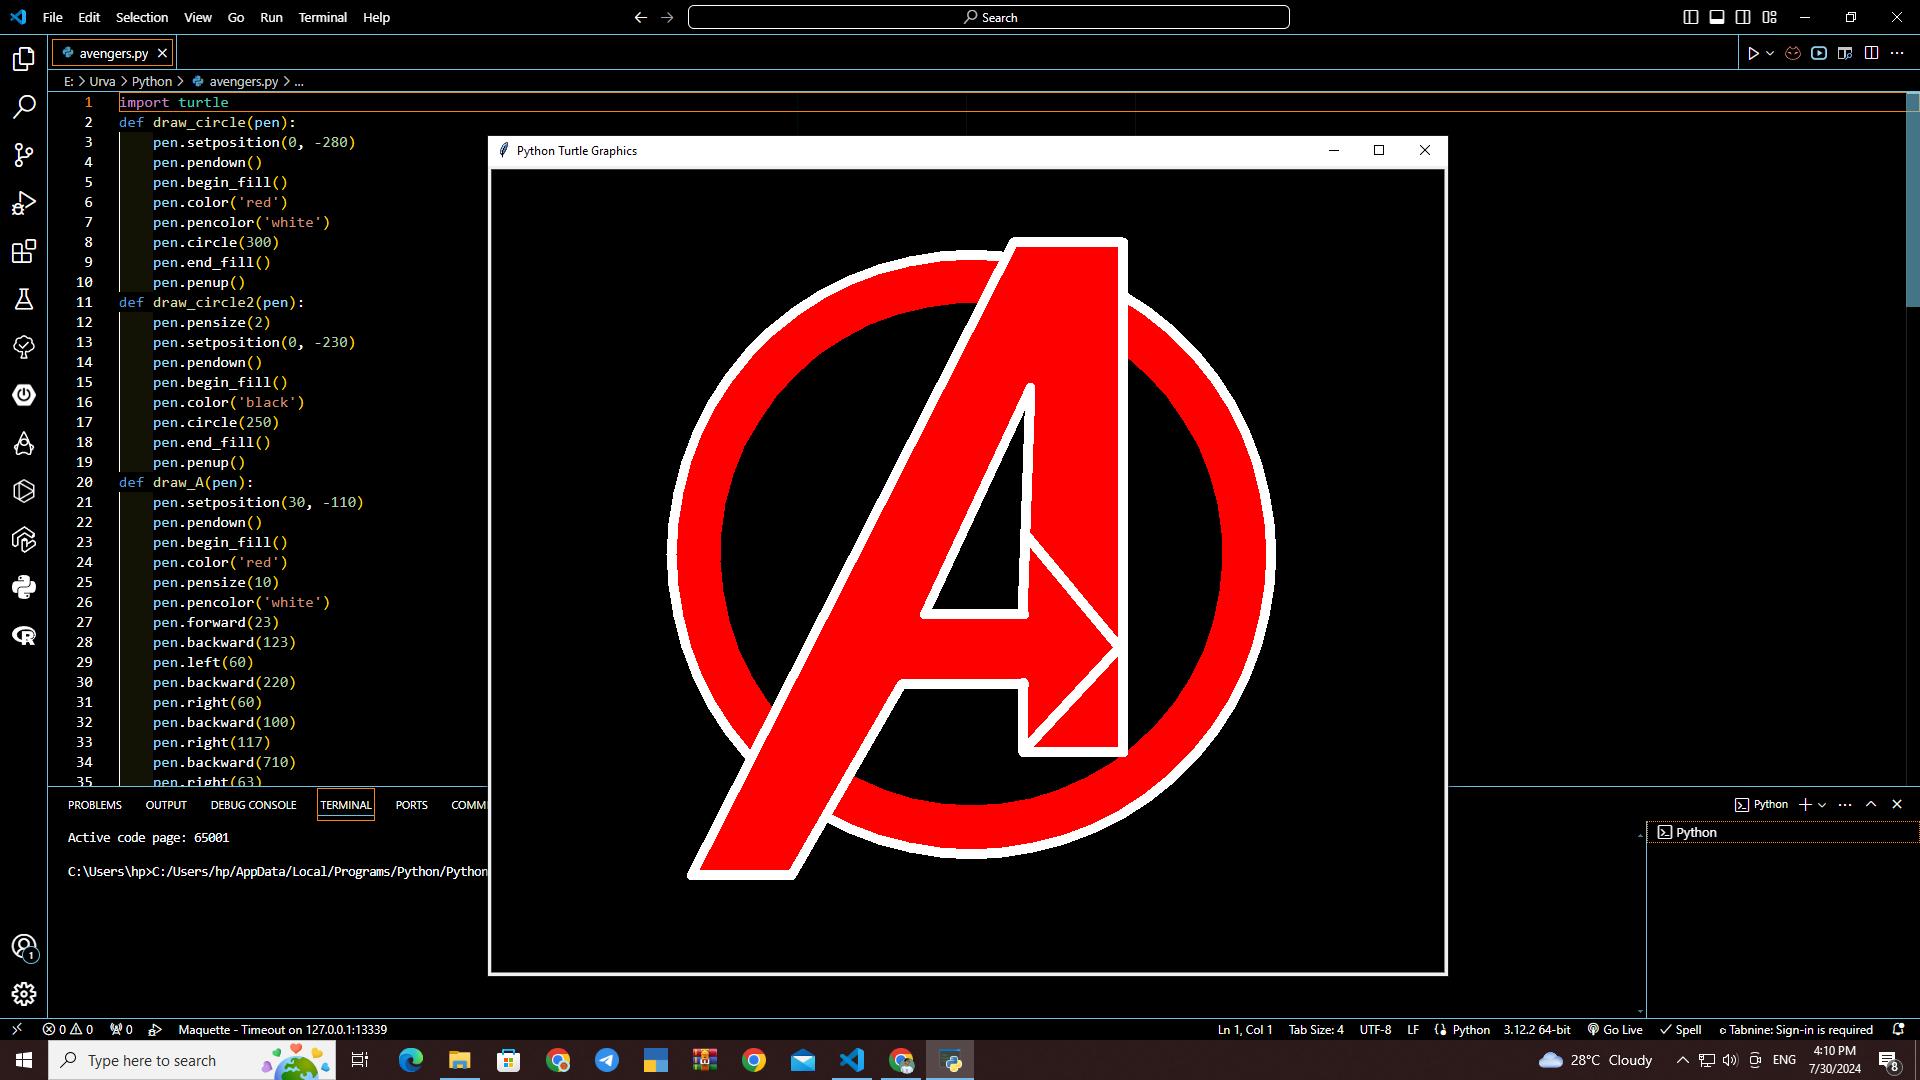 File Edit Selection View Go Run Terminal Help
Search
avengers.py
E: > Urva > Python > avengers.py > ...
1 import turtle
2 def draw_circle(pen):
3 pen.setposition(0, -280)
4 pen.pendown()
5 pen.begin_fill()
6 pen.color('red')
7 pen.pencolor('white')
8 pen.circle(300)
9 pen.end_fill()
10 pen.penup()
11 def draw_circle2(pen):
12 pen.pensize(2)
13 pen.setposition(0, -230)
14 pen.pendown()
15 pen.begin_fill()
16 pen.color('black')
17 pen.circle(250)
18 pen.end_fill()
19 pen.penup()
20 def draw_A(pen):
21 pen.setposition(30, -110)
22 pen.pendown()
23 pen.begin_fill()
24 pen.color('red')
25 pen.pensize(10)
26 pen.pencolor('white')
27 pen.forward(23)
28 pen.backward(123)
29 pen.left(60)
30 pen.backward(220)
31 pen.right(60)
32 pen.backward(100)
33 pen.right(117)
34 pen.backward(710)
35 pen.right(63)
Python Turtle Graphics
A
PROBLEMS OUTPUT DEBUG CONSOLE TERMINAL PORTS COMM
Python
Python
Active code page: 65001
C:\Users\hp>C:/Users/hp/AppData/Local/Programs/Python/Python
1
0 0 0 Maquette - Timeout on 127.0.0.1:13339
Ln 1, Col 1 Tab Size: 4 UTF-8 LF Python 3.12.2 64-bit Go Live Spell Tabnine: Sign-in is required
Type here to search
28°C Cloudy
ENG
4:10 PM
7/30/2024
8